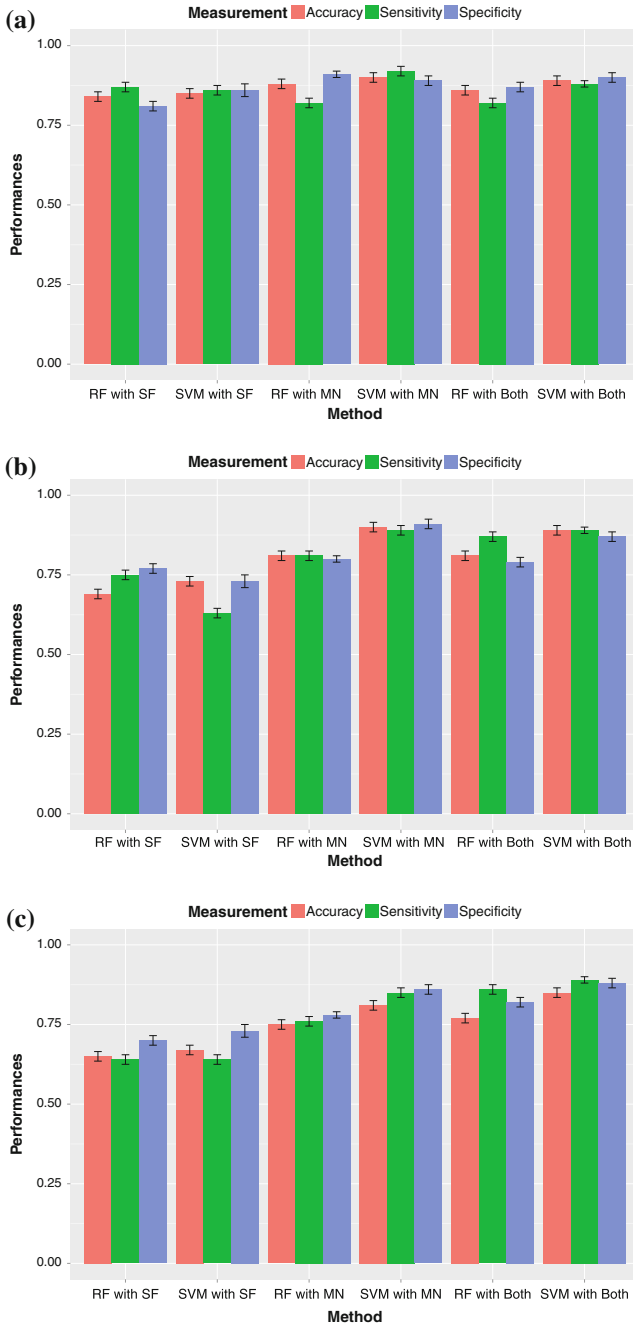 (a)
Measurement Accuracy Sensitivity Specificity
1.00
0.75
0.50
0.25
0.00
Performances
RF with SF SVM with SF RF with MN SVM with MN RF with Both SVM with Both
Method
(b)
Measurement Accuracy Sensitivity Specificity
1.00
0.75
0.50
0.25
0.00
Performances
RF with SF SVM with SF RF with MN SVM with MN RF with Both SVM with Both
Method
(c)
Measurement Accuracy Sensitivity Specificity
1.00
0.75
0.50
0.25
0.00
Performances
RF with SF SVM with SF RF with MN SVM with MN RF with Both SVM with Both
Method